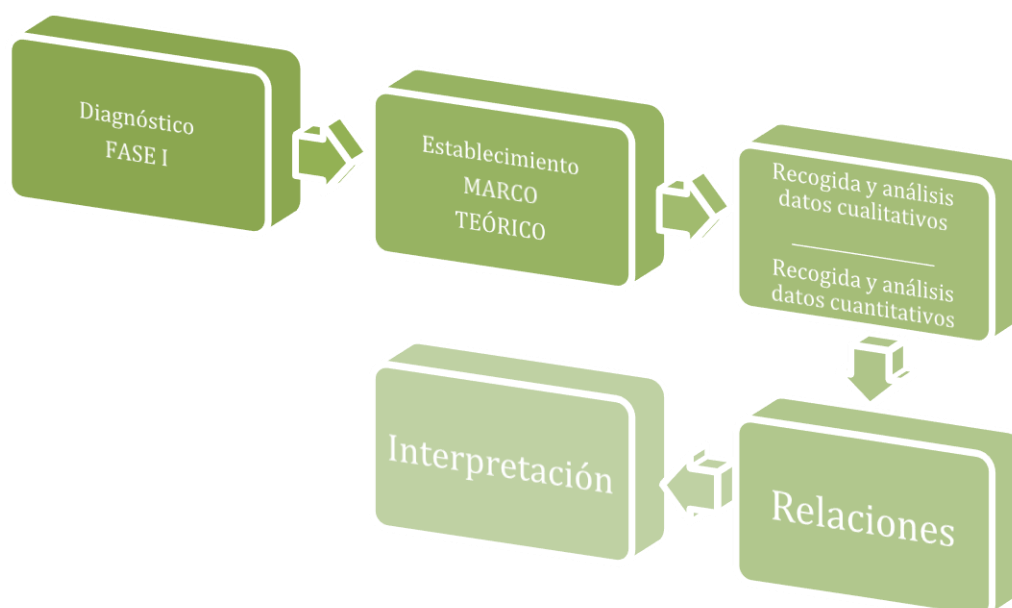 Diagnóstico
FASE I
Establecimiento
MARCO
TEÓRICO
Recogida y análisis
datos cualitativos
Recogida y análisis
datos cuantitativos
Relaciones
Interpretación